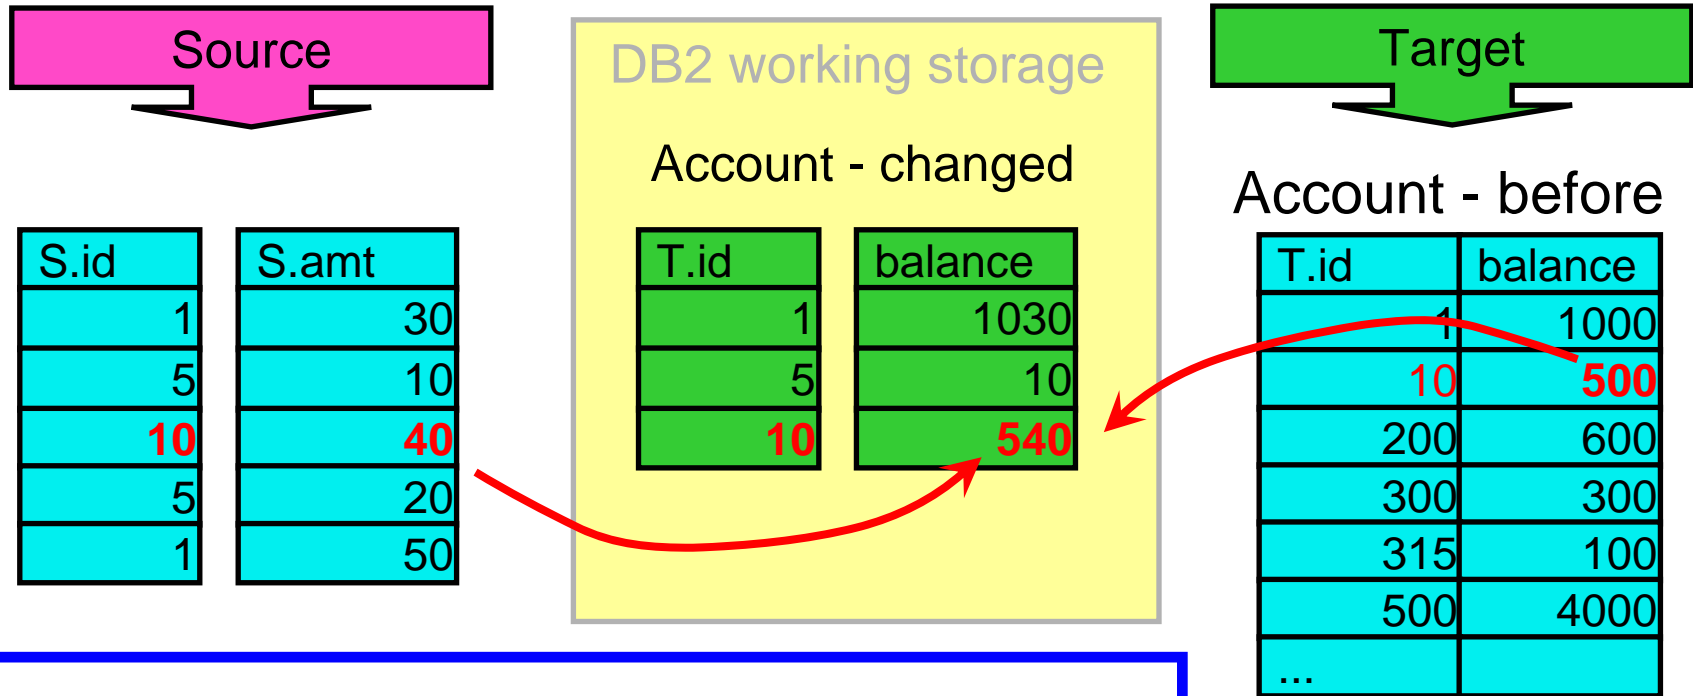 Source
DB2 working storage
Target
Account - changed
Account - before
S.id S.amt
1 30
5 10
10 40
5 20
1 50
T.id balance
1 1030
5 10
10 540
T.id balance
1 1000
10 500
200 600
300 300
315 100
500 4000
...